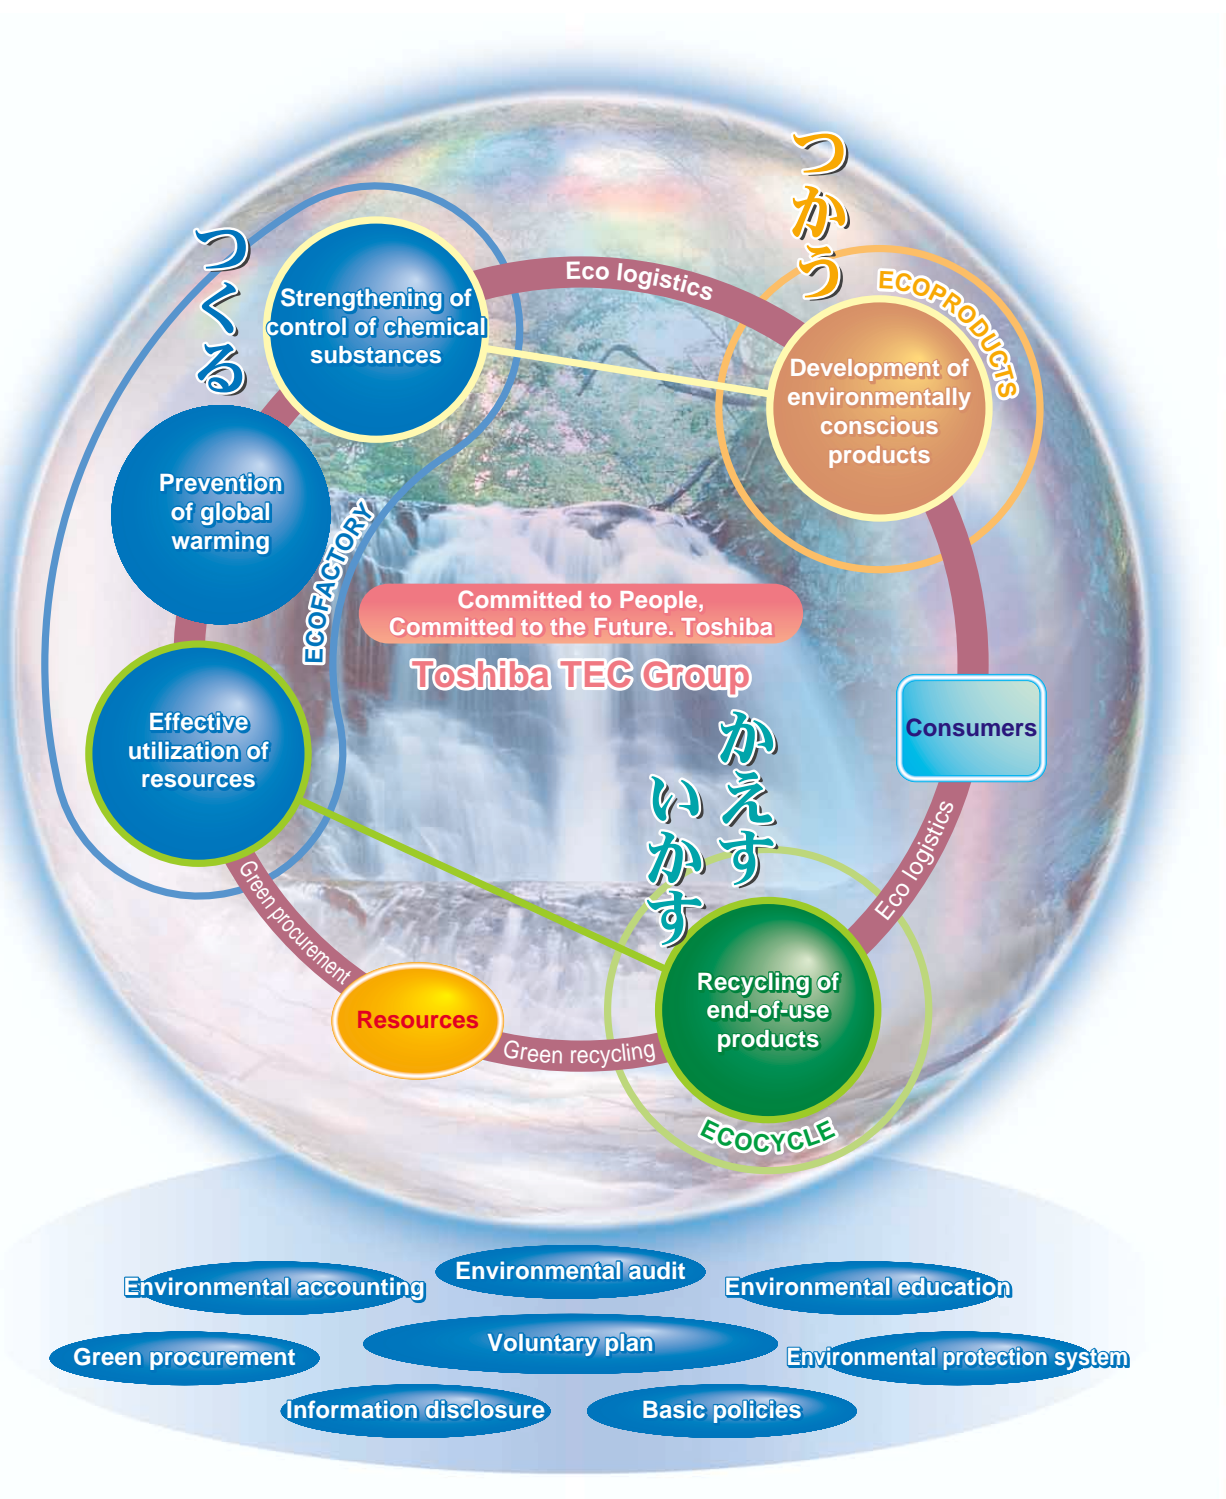 つかう
つくる
Eco logistics
ECOPRODUCTS
Strengthening of
control of chemical
substances
Development of
environmentally
conscious
products
Prevention
of global
warming
ECOFACTORY
Committed to People,
Committed to the Future. Toshiba
Toshiba TEC Group
Effective
utilization of
resources
Consumers
かえす
いかす
Eco logistics
Green procurement
Recycling of
end-of-use
products
Resources
Green recycling
ECOCYCLE
Environmental audit
Environmental accounting
Environmental education
Voluntary plan
Green procurement
Environmental protection system
Information disclosure
Basic policies